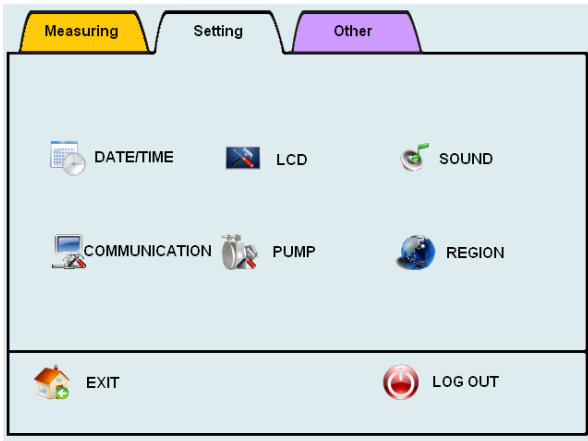 Measuring Setting Other
DATE/TIME LCD SOUND
COMMUNICATION PUMP REGION
EXIT LOG OUT